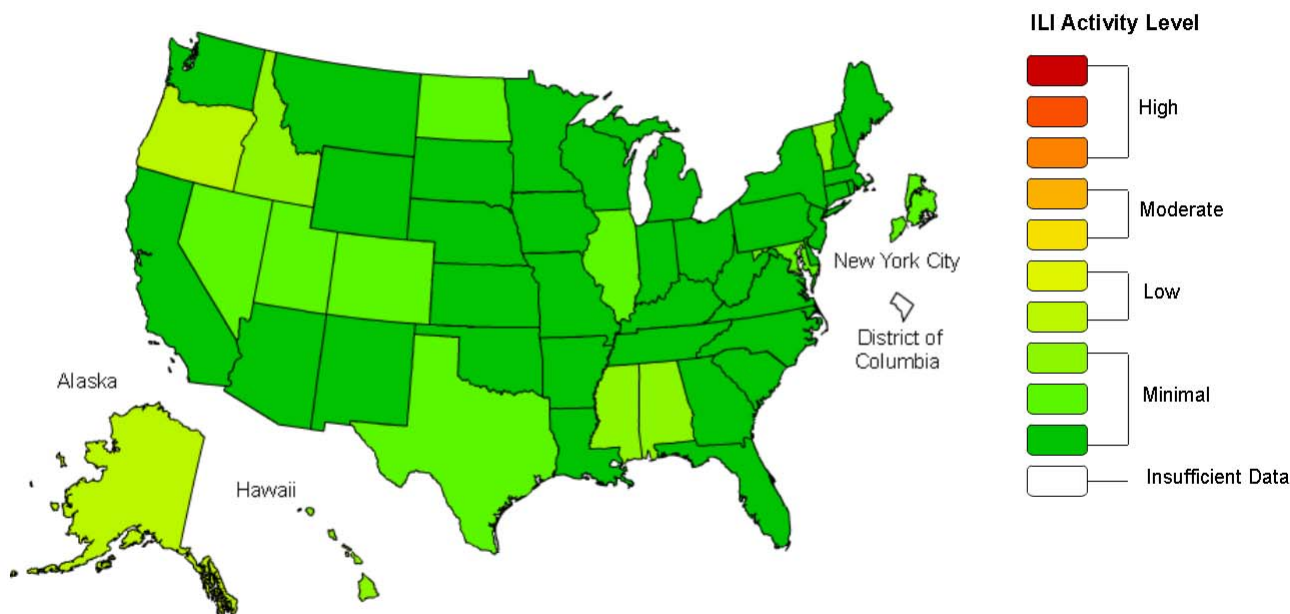 ILI Activity Level
High
Moderate
Low
Minimal
Insufficient Data
New York City
District of
Columbia
Alaska
Hawaii